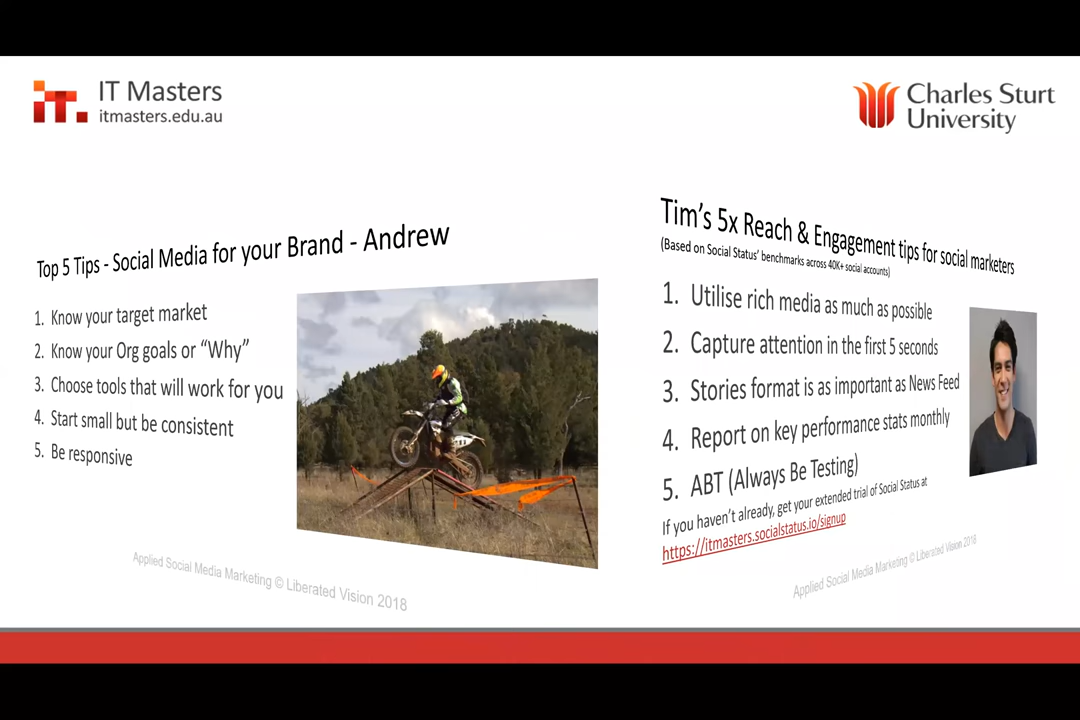 IT Masters
itmasters.edu.au
Charles Sturt
University
Top 5 Tips - Social Media for your Brand - Andrew
1. Know your target market
2. Know your Org goals or “Why”
3. Choose tools that will work for you
4. Start small but be consistent
5. Be responsive
Applied Social Media Marketing © Liberated Vision 2018
Tim’s 5x Reach & Engagement tips for social marketers
(Based on Social Status’ benchmarks across 40K+ social accounts)
1. Utilise rich media as much as possible
2. Capture attention in the first 5 seconds
3. Stories format is as important as News Feed
4. Report on key performance stats monthly
5. ABT (Always Be Testing)
If you haven’t already, get your extended trial of Social Status at
https://itmasters.socialstatus.io/signup
Applied Social Media Marketing © Liberated Vision 2018